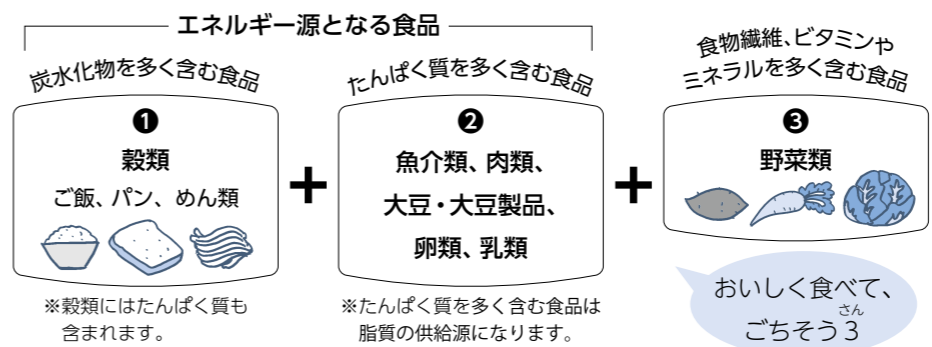 エネルギー源となる食品
炭水化物を多く含む食品
❶
穀類
ご飯、パン、めん類
※穀類にはたんぱく質も
含まれます。
+
たんぱく質を多く含む食品
❷
魚介類、肉類、
大豆・大豆製品、
卵類、乳類
※たんぱく質を多く含む食品は
脂質の供給源になります。
+
食物繊維、ビタミンや
ミネラルを多く含む食品
❸
野菜類
おいしく食べて、
さん
ごちそう3